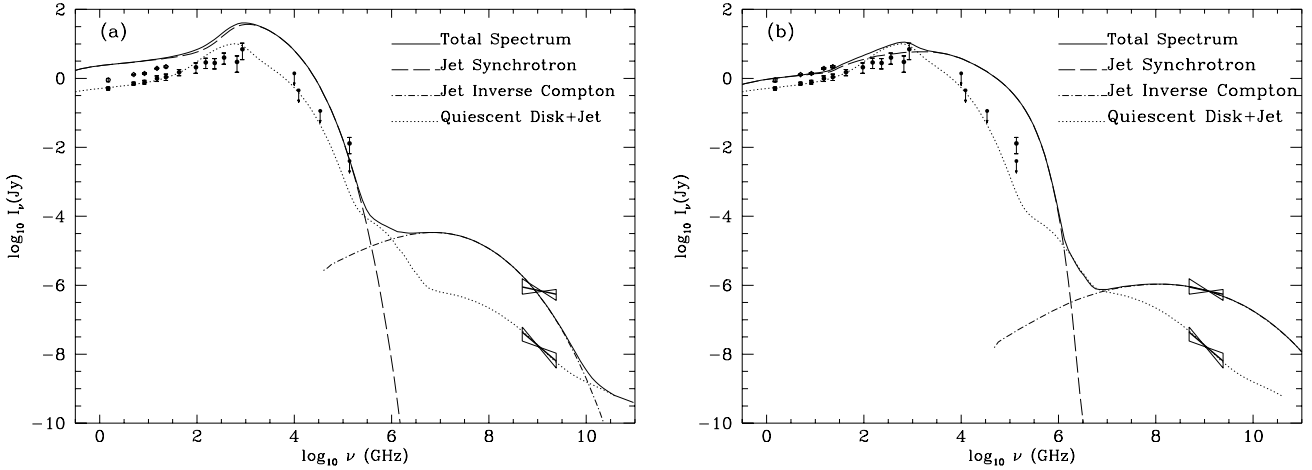 (a)
Total Spectrum
Jet Synchrotron
Jet Inverse Compton
Quiescent Disk+Jet
2
0
−2
−4
−6
−8
−10
log₁₀ Iν(Jy)
0 2 4 6 8 10
log₁₀ ν (GHz)
(b)
Total Spectrum
Jet Synchrotron
Jet Inverse Compton
Quiescent Disk+Jet
2
0
−2
−4
−6
−8
−10
log₁₀ Iν(Jy)
0 2 4 6 8 10
log₁₀ ν (GHz)